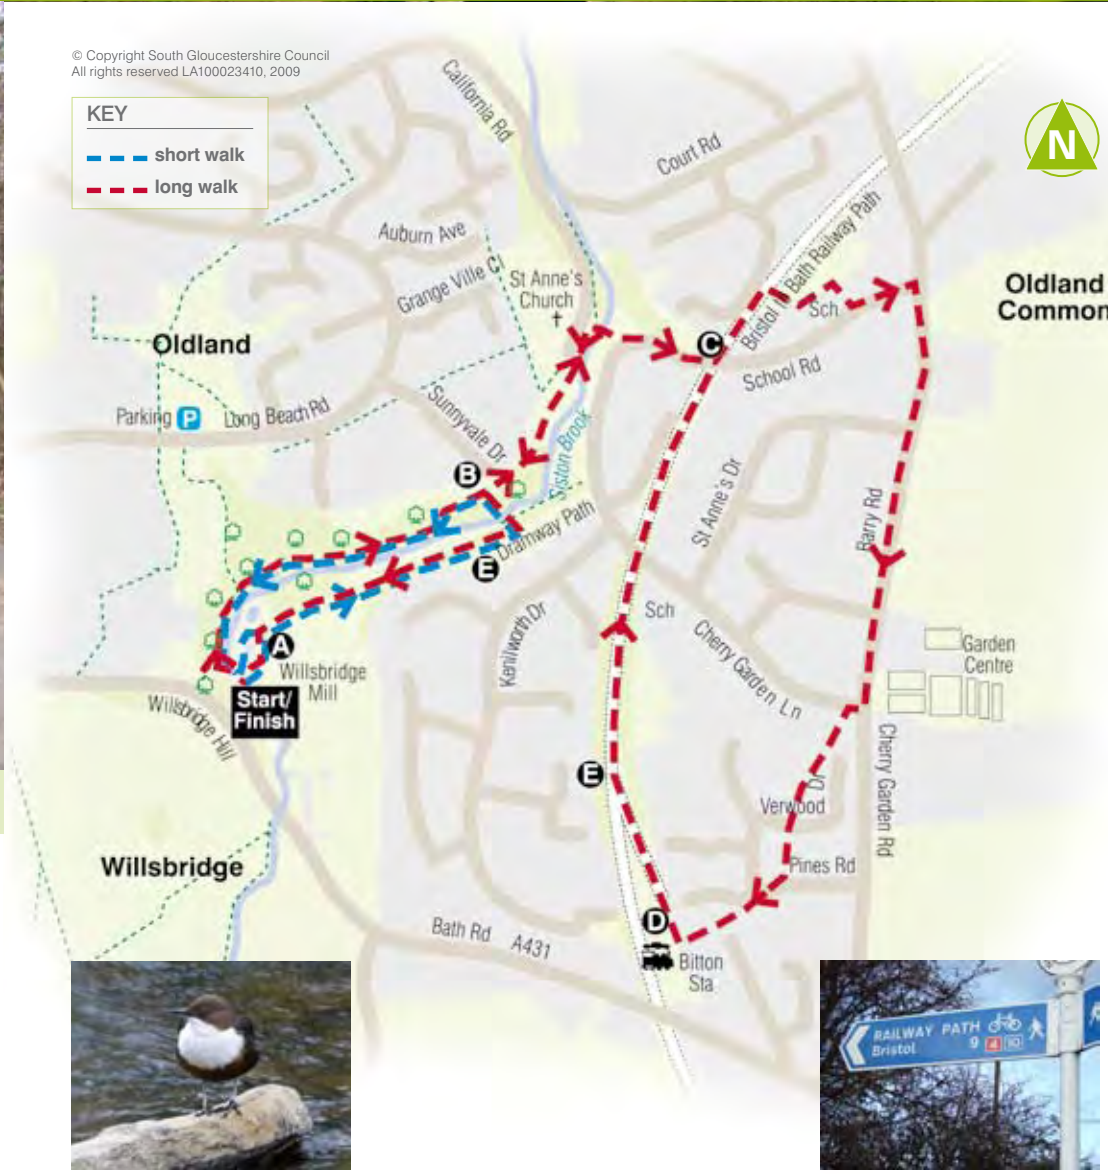 © Copyright South Gloucestershire Council
All rights reserved LA100023410, 2009
KEY
short walk
long walk
N
California Rd
Court Rd
Auburn Ave
Grange Ville Cl
St Anne's
Church
Bristol
Bath Railway Path
Sch
Oldland
Common
Oldland
C
School Rd
Parking P
Long Beach Rd
Sunnyvale Dr
B
Siston Brook
St Anne's Dr
Barry Rd
Dramway Path
E
Sch
Kenilworth Dr
Cherry Garden Ln
Garden
Centre
A
Willsbridge
Mill
Start/
Finish
Willsbridge Hill
E
Verwood Dr
Cherry Garden Rd
Willsbridge
Pines Rd
D
Bath Rd A431
Bitton
Sta
RAILWAY PATH
Bristol 9 4 10